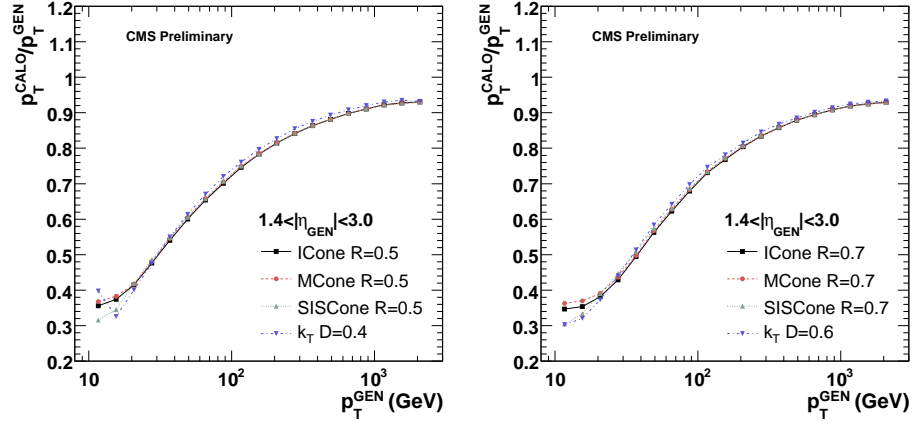 p_T^CALO/p_T^GEN
1.2
1.1
1
0.9
0.8
0.7
0.6
0.5
0.4
0.3
0.2
CMS Preliminary
1.4<|η_GEN|<3.0
ICone R=0.5
MCone R=0.5
SISCone R=0.5
k_T D=0.4
10 10² 10³
p_T^GEN (GeV)
p_T^CALO/p_T^GEN
1.2
1.1
1
0.9
0.8
0.7
0.6
0.5
0.4
0.3
0.2
CMS Preliminary
1.4<|η_GEN|<3.0
ICone R=0.7
MCone R=0.7
SISCone R=0.7
k_T D=0.6
10 10² 10³
p_T^GEN (GeV)